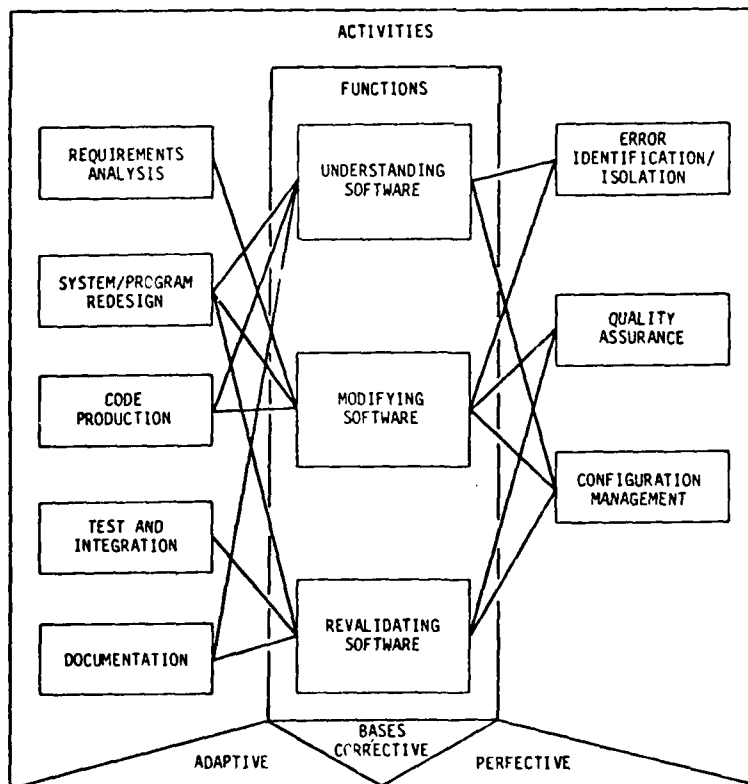 ACTIVITIES
FUNCTIONS
REQUIREMENTS
ANALYSIS
UNDERSTANDING
SOFTWARE
ERROR
IDENTIFICATION/
ISOLATION
SYSTEM/PROGRAM
REDESIGN
QUALITY
ASSURANCE
CODE
PRODUCTION
MODIFYING
SOFTWARE
CONFIGURATION
MANAGEMENT
TEST AND
INTEGRATION
REVALIDATING
SOFTWARE
DOCUMENTATION
BASES
ADAPTIVE
CORRECTIVE
PERFECTIVE